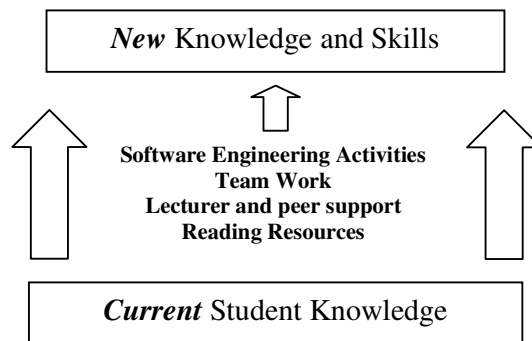 New Knowledge and Skills
Software Engineering Activities
Team Work
Lecturer and peer support
Reading Resources
Current Student Knowledge